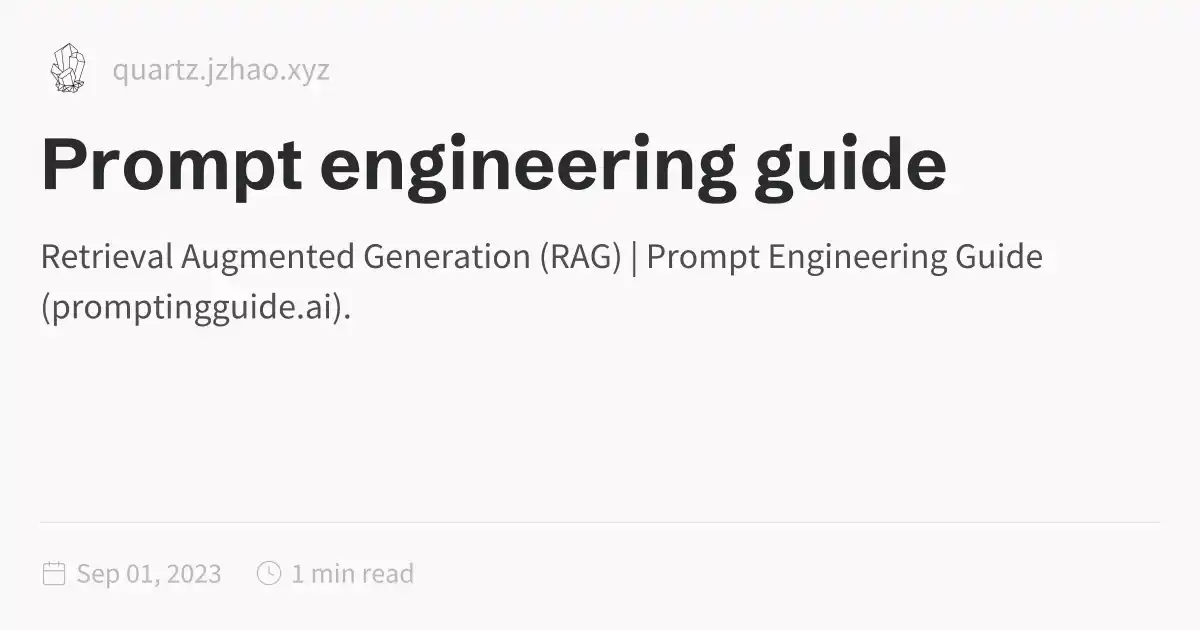 quartz.jzhao.xyz
Prompt engineering guide
Retrieval Augmented Generation (RAG) | Prompt Engineering Guide
(promptingguide.ai).
Sep 01, 2023 1 min read